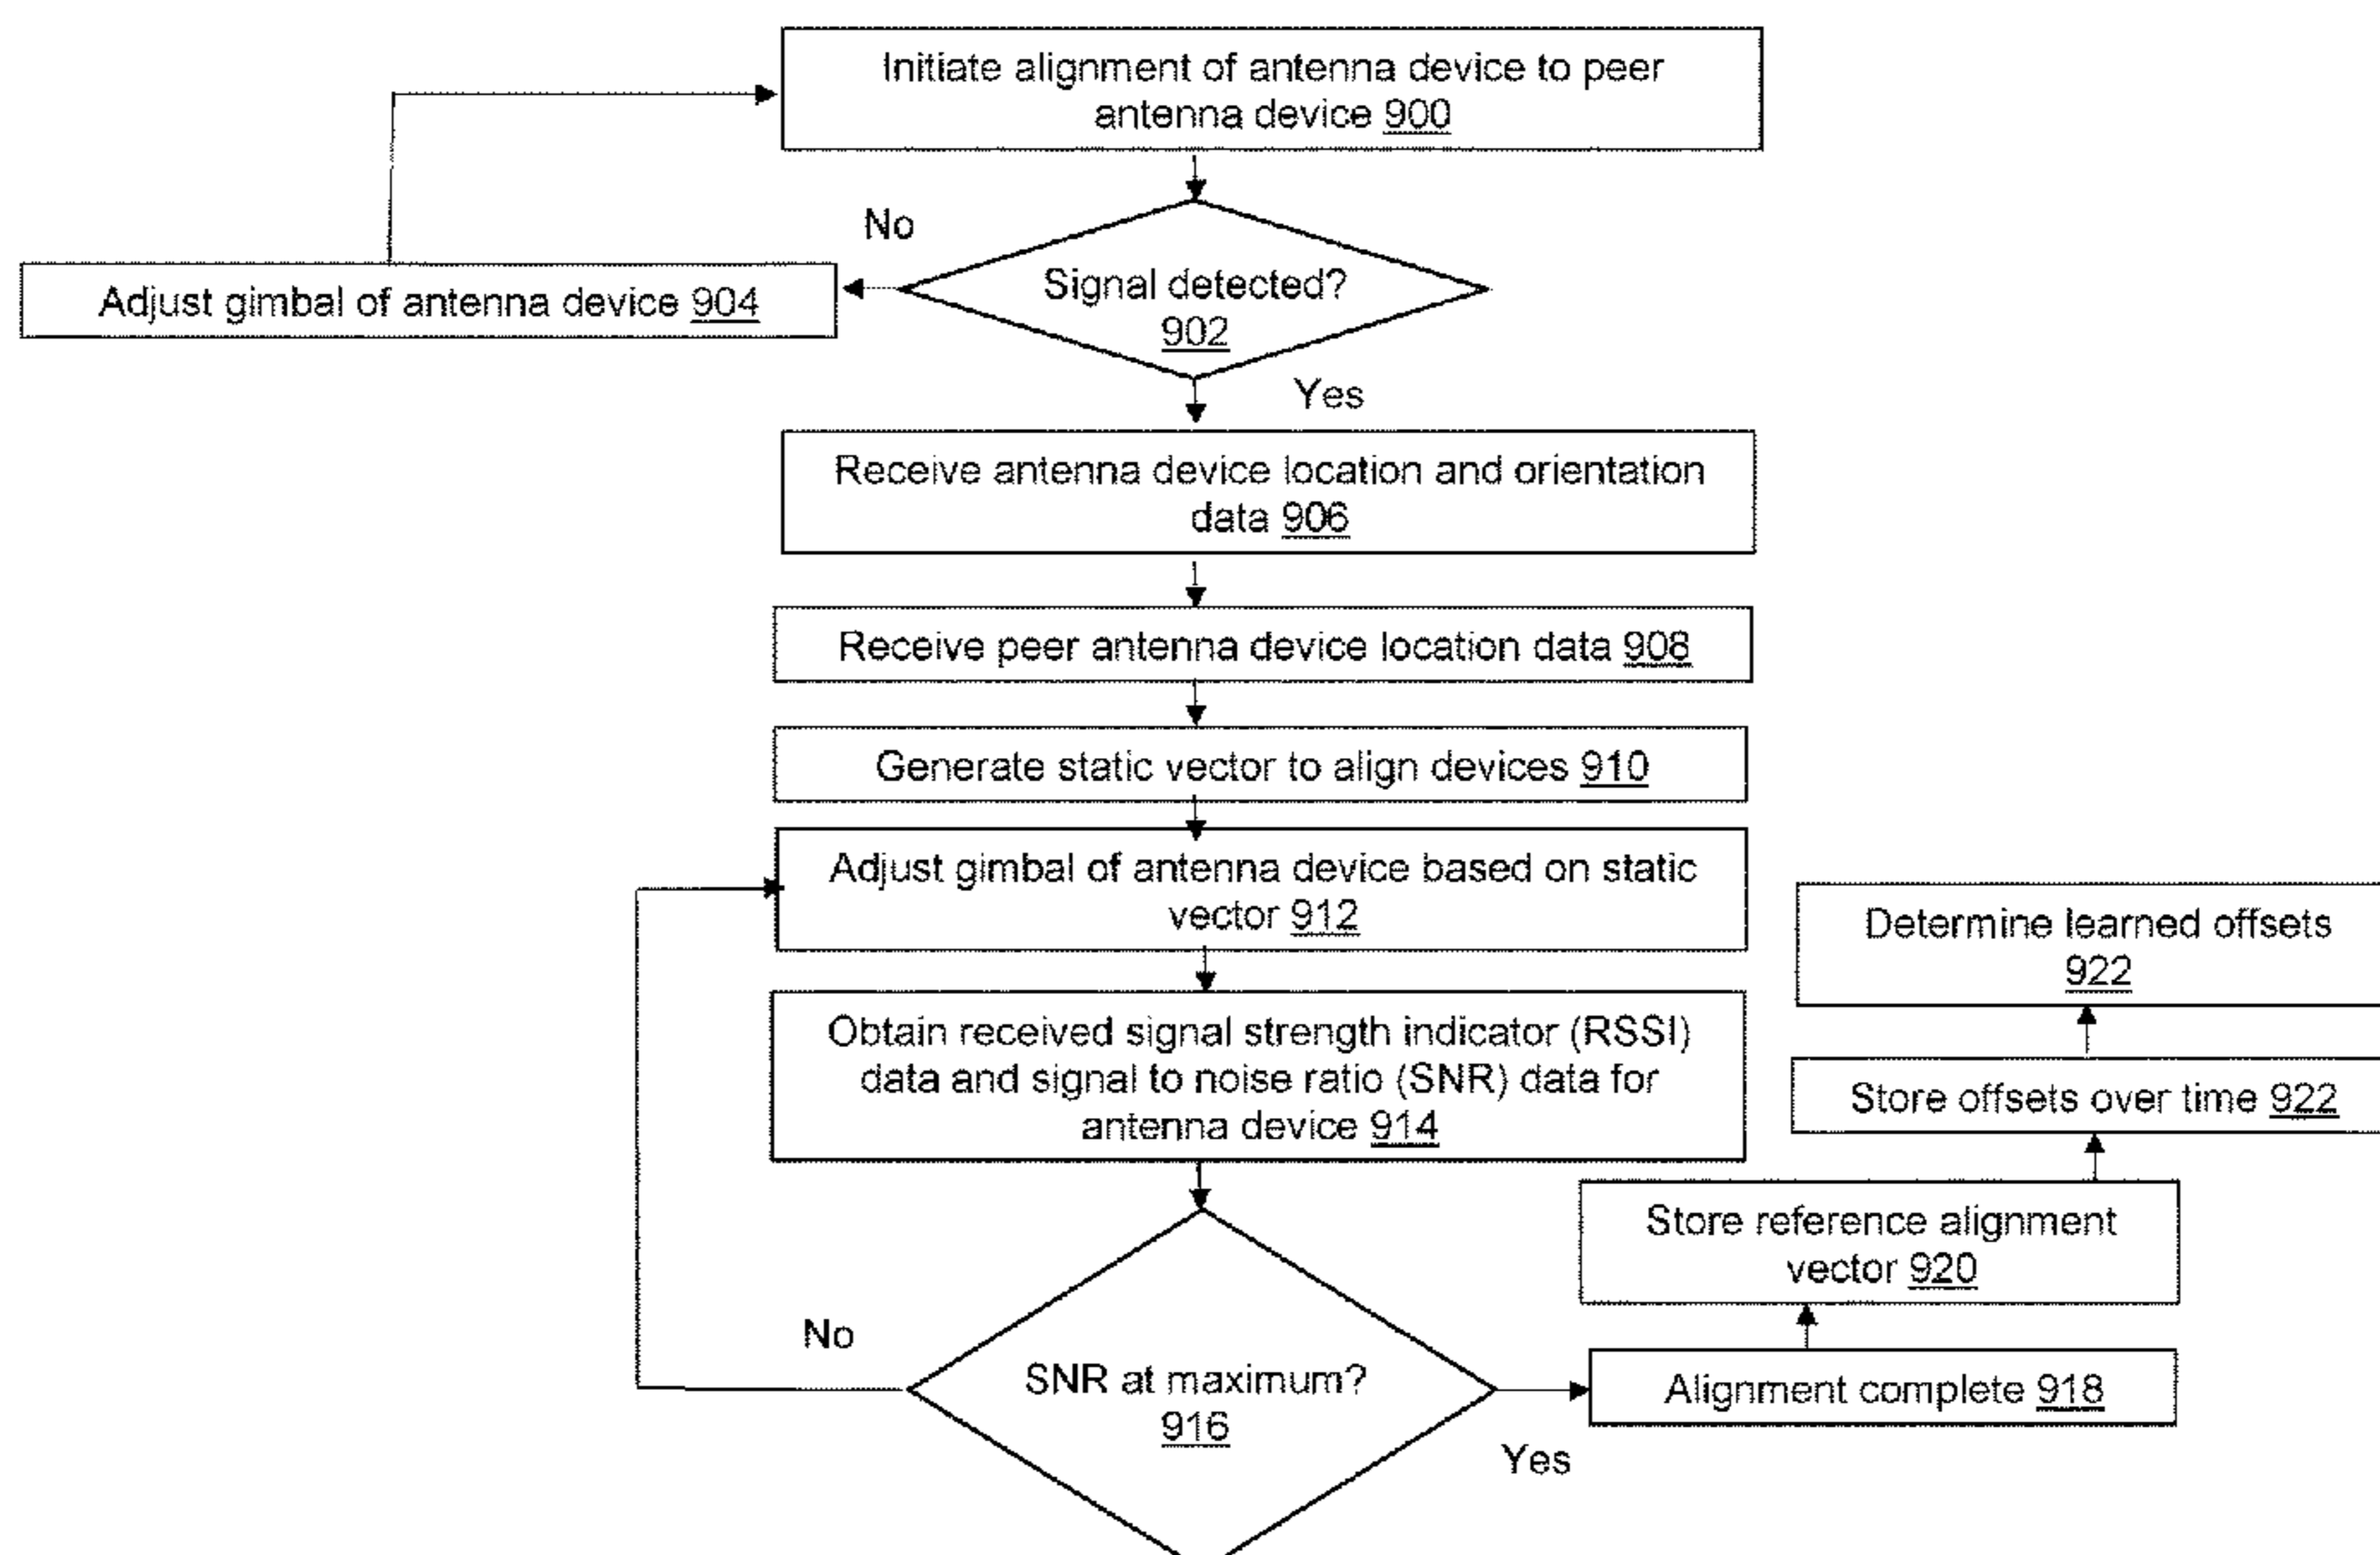 Initiate alignment of antenna device to peer
antenna device 900
No
Signal detected?
902
Adjust gimbal of antenna device 904
Yes
Receive antenna device location and orientation
data 906
Receive peer antenna device location data 908
Generate static vector to align devices 910
Adjust gimbal of antenna device based on static
vector 912
Obtain received signal strength indicator (RSSI)
data and signal to noise ratio (SNR) data for
antenna device 914
No
SNR at maximum?
916
Yes
Alignment complete 918
Store reference alignment
vector 920
Store offsets over time 922
Determine learned offsets
922